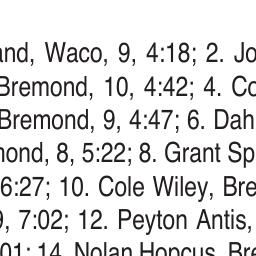 and, Waco, 9, 4:18; 2. Jo
Bremond, 10, 4:42; 4. Co
Bremond, 9, 4:47; 6. Dah
mond, 8, 5:22; 8. Grant Sp
6:27; 10. Cole Wiley, Bre
9, 7:02; 12. Peyton Antis,
01; 14. Nolan Hopcus, Bre